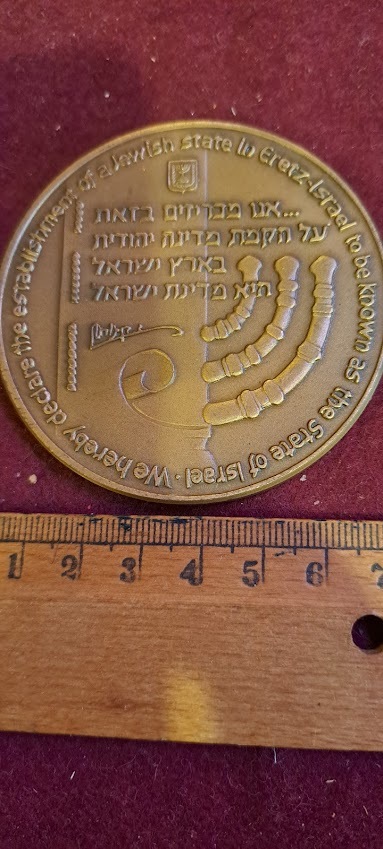 We hereby declare the establishment of a Jewish state in Eretz-Israel to be known as the State of Israel ·
...אנו מכריזים בזאת
על הקמת מדינה יהודית
בארץ ישראל
היא מדינת ישראל
1 2 3 4 5 6 7